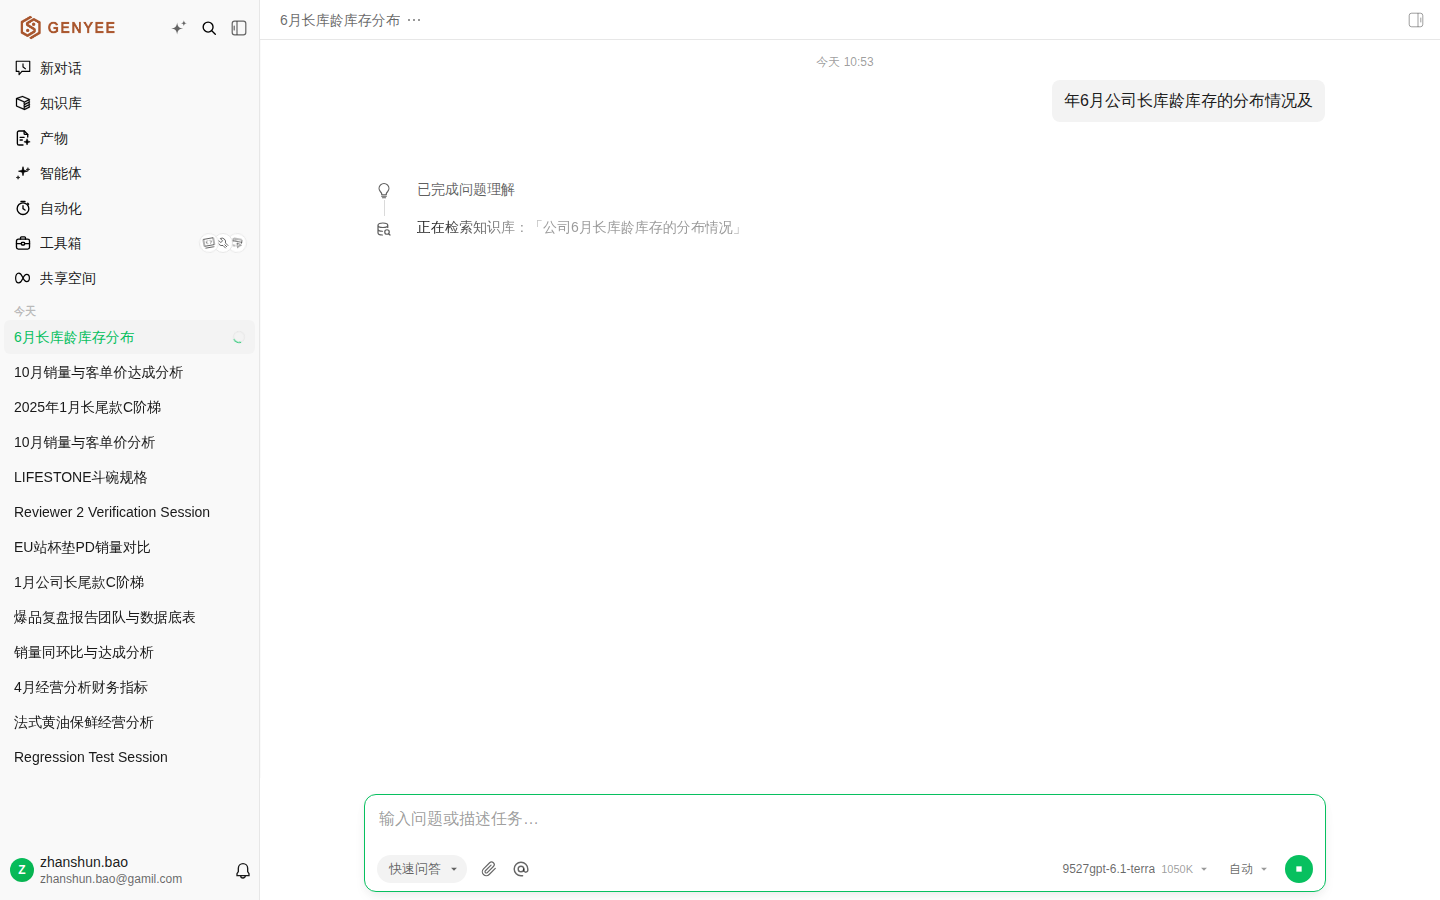 GENYEE
新对话
知识库
产物
智能体
自动化
工具箱
共享空间
今天
6月长库龄库存分布
10月销量与客单价达成分析
2025年1月长尾款C阶梯
10月销量与客单价分析
LIFESTONE斗碗规格
Reviewer 2 Verification Session
EU站杯垫PD销量对比
1月公司长尾款C阶梯
爆品复盘报告团队与数据底表
销量同环比与达成分析
4月经营分析财务指标
法式黄油保鲜经营分析
Regression Test Session
Z
zhanshun.bao
zhanshun.bao@gamil.com
6月长库龄库存分布 ···
今天 10:53
年6月公司长库龄库存的分布情况及
已完成问题理解
正在检索知识库：「公司6月长库龄库存的分布情况」
输入问题或描述任务…
快速问答
9527gpt-6.1-terra 1050K
自动